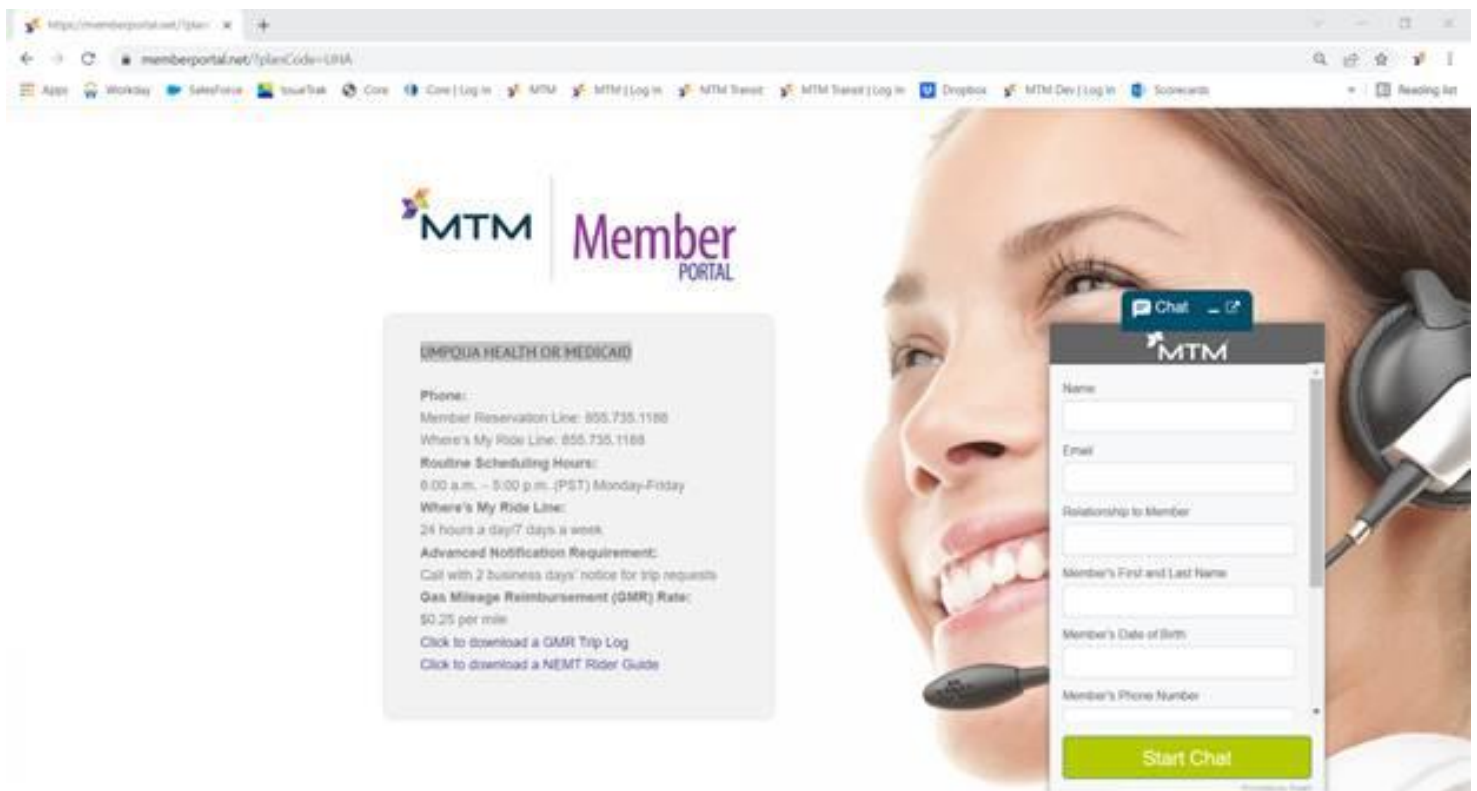 https://memberportal.net/?plan
memberportal.net/?planCode=UHA
Apps Workday SalesForce IssueTrak Core Core | Log In MTM MTM | Log In MTM Transit MTM Transit | Log In Dropbox MTM Dev | Log In Scorecards Reading list
MTM
Member
PORTAL
UMPQUA HEALTH OR MEDICAID
Phone:
Member Reservation Line: 855.735.1188
Where's My Ride Line: 855.735.1188
Routine Scheduling Hours:
8:00 a.m. – 5:00 p.m. (PST) Monday-Friday
Where's My Ride Line:
24 hours a day/7 days a week
Advanced Notification Requirement:
Call with 2 business days' notice for trip requests
Gas Mileage Reimbursement (GMR) Rate:
$0.25 per mile
Click to download a GMR Trip Log
Click to download a NEMT Rider Guide
Chat
MTM
Name
Email
Relationship to Member
Member's First and Last Name
Member's Date of Birth
Member's Phone Number
Start Chat